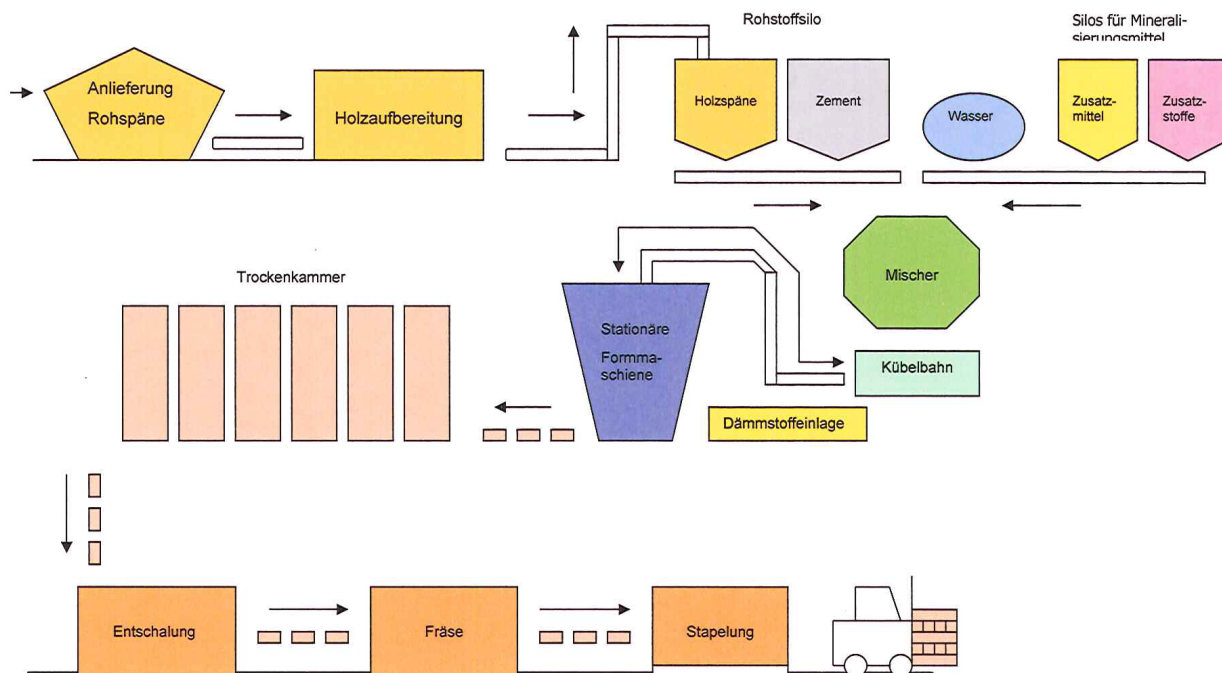 Rohstoffsilo
Silos für Minerali-
sierungsmittel
Anlieferung
Rohspäne
Holzaufbereitung
Holzspäne
Zement
Wasser
Zusatz-
mittel
Zusatz-
stoffe
Mischer
Trockenkammer
Stationäre
Formma-
schiene
Kübelbahn
Dämmstoffeinlage
Entschalung
Fräse
Stapelung